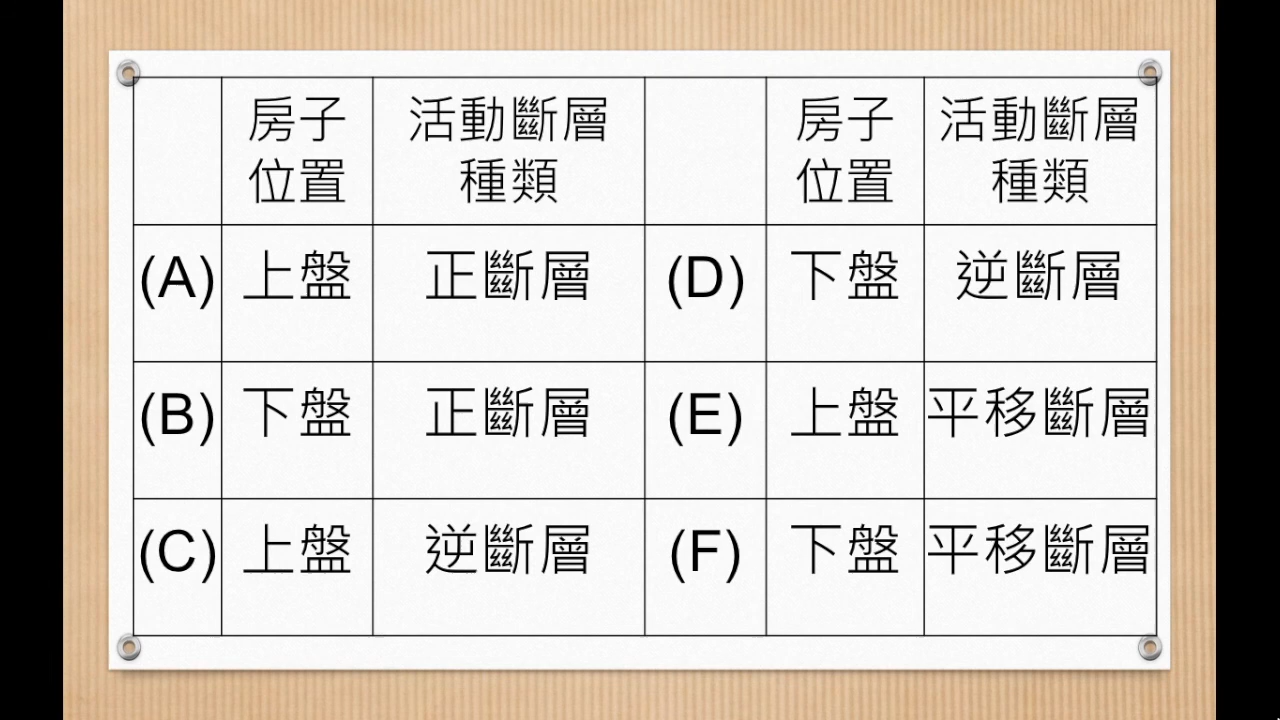 房子位置 活動斷層種類 房子位置 活動斷層種類
(A) 上盤 正斷層 (D) 下盤 逆斷層
(B) 下盤 正斷層 (E) 上盤 平移斷層
(C) 上盤 逆斷層 (F) 下盤 平移斷層